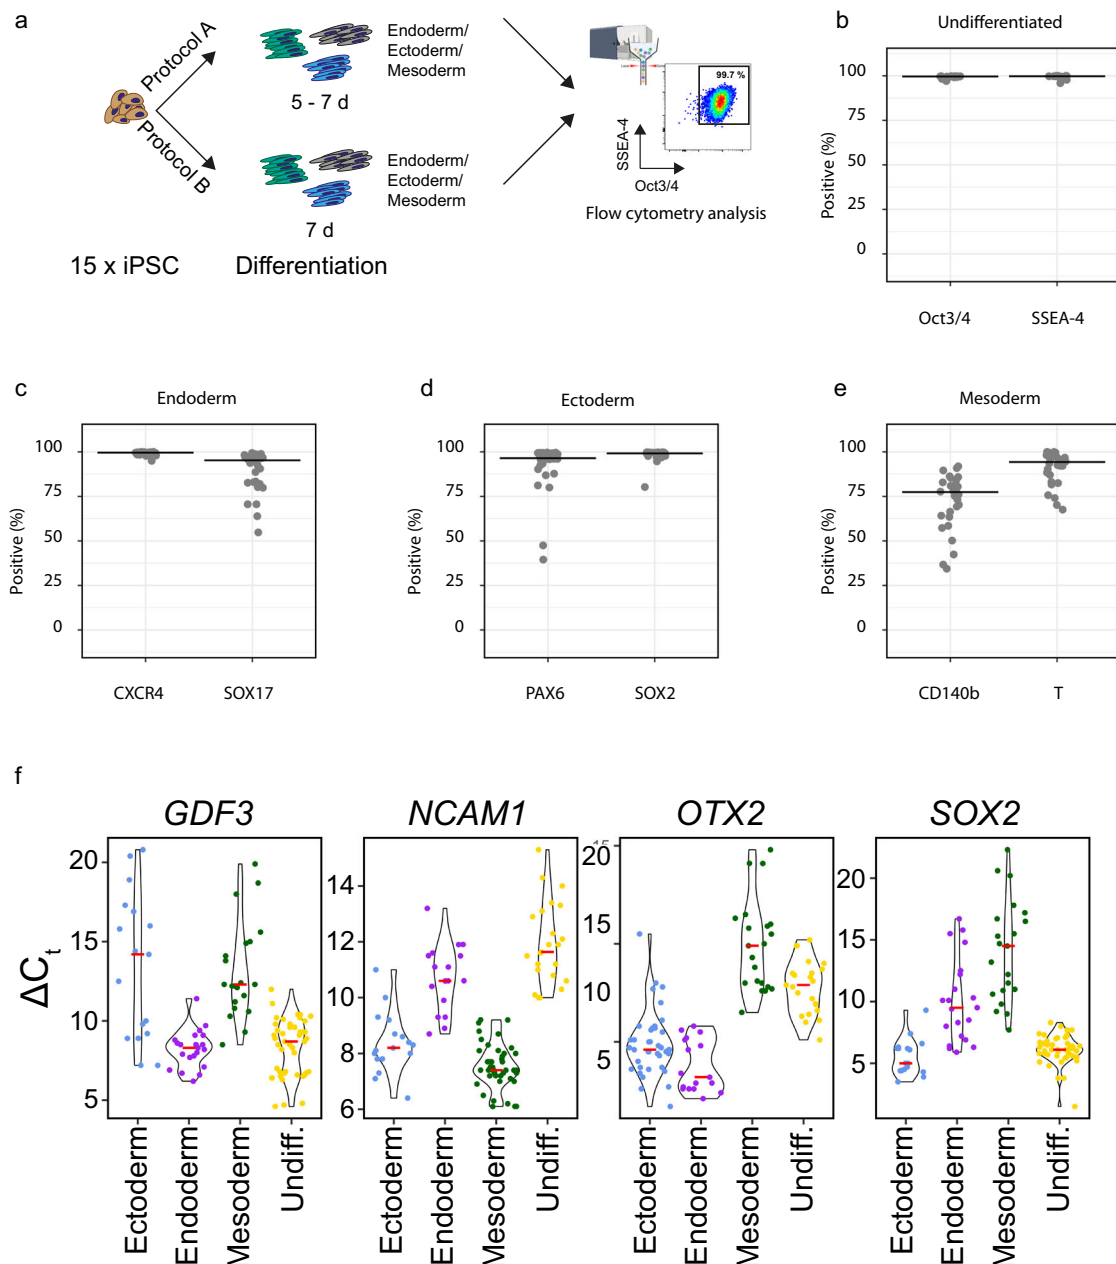 a
Protocol A
Protocol B
Endoderm/
Ectoderm/
Mesoderm
5 - 7 d
Endoderm/
Ectoderm/
Mesoderm
7 d
15 x iPSC
Differentiation
99.7 %
SSEA-4
Oct3/4
Flow cytometry analysis
b
Undifferentiated
Positive (%)
100
75
50
25
0
Oct3/4 SSEA-4
c
Endoderm
Positive (%)
100
75
50
25
0
CXCR4 SOX17
d
Ectoderm
Positive (%)
100
75
50
25
0
PAX6 SOX2
e
Mesoderm
Positive (%)
100
75
50
25
0
CD140b T
f
ΔCt
GDF3
20
15
10
5
Ectoderm
Endoderm
Mesoderm
Undiff.
NCAM1
14
12
10
8
6
Ectoderm
Endoderm
Mesoderm
Undiff.
OTX2
20
15
10
5
Ectoderm
Endoderm
Mesoderm
Undiff.
SOX2
20
15
10
5
Ectoderm
Endoderm
Mesoderm
Undiff.